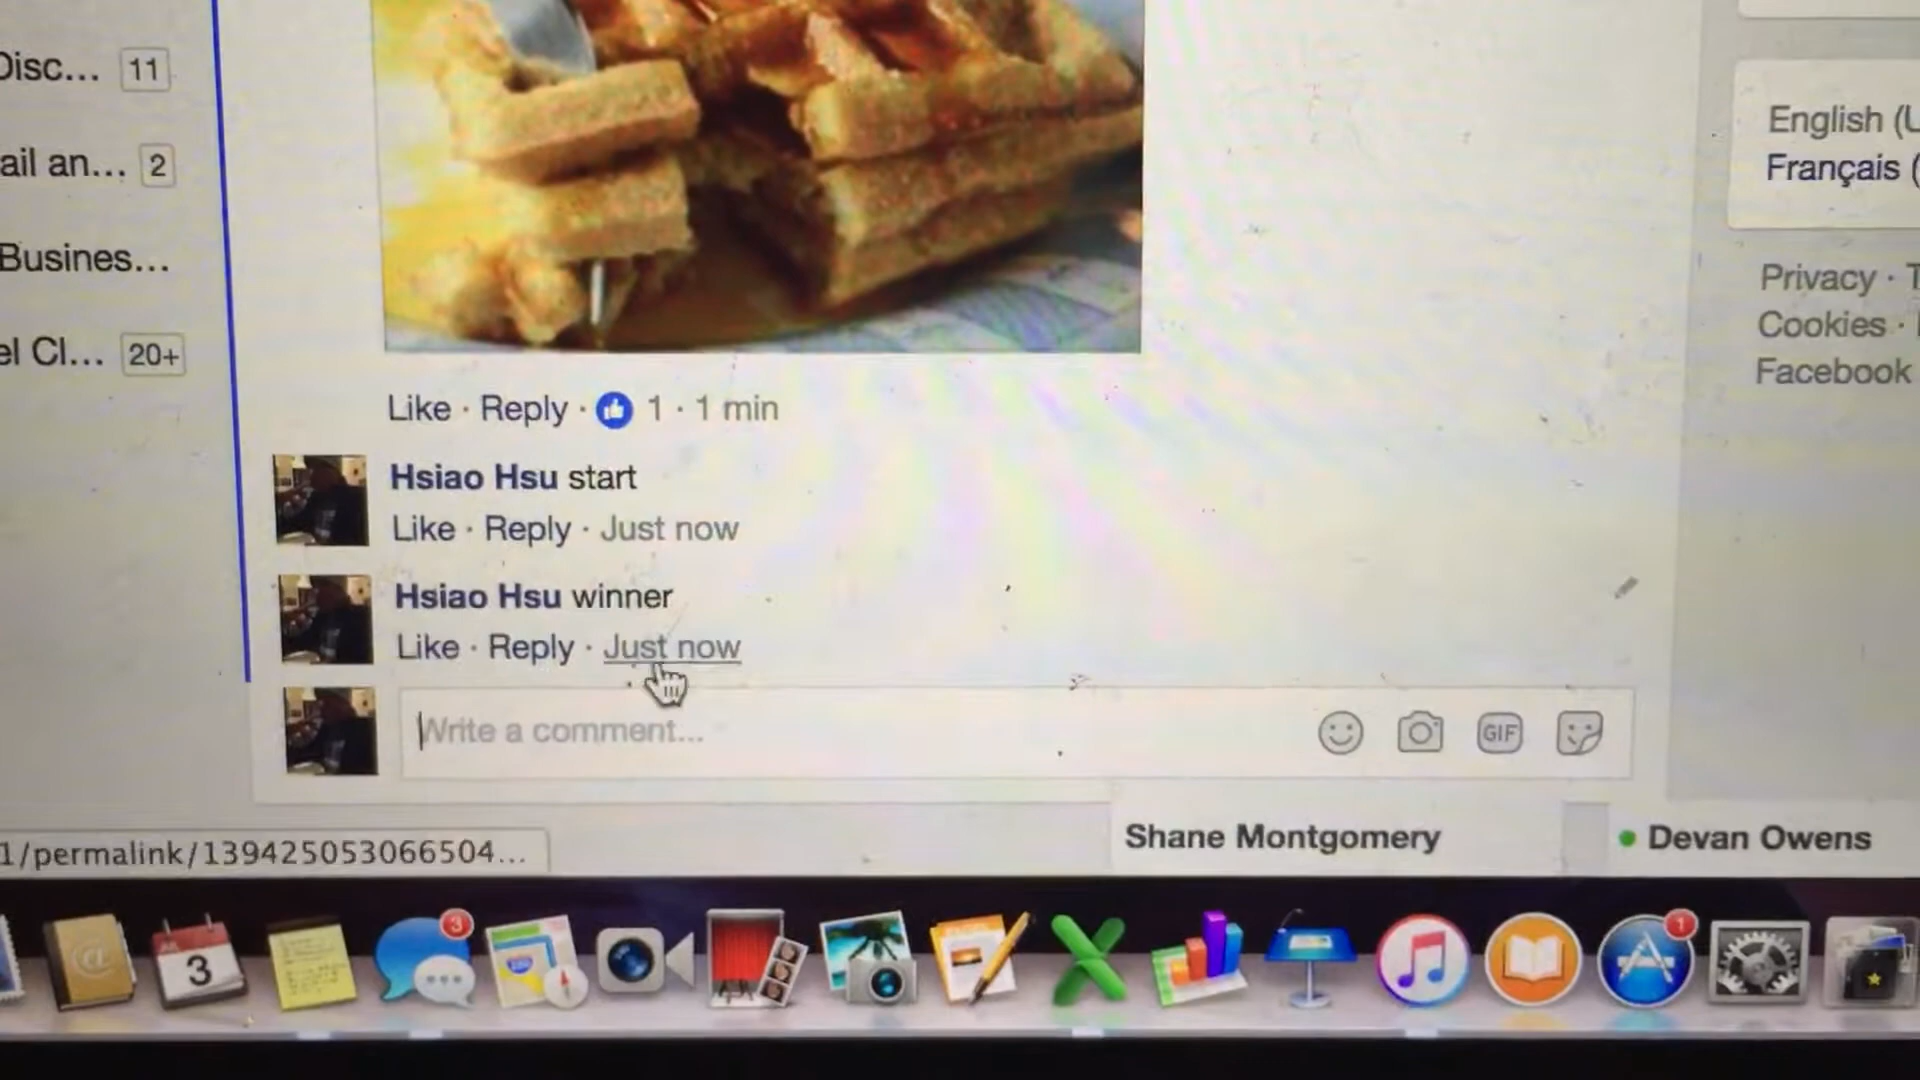 Disc... 11
ail an... 2
Busines...
el Cl... 20+
English (U
Français (
Privacy · T
Cookies ·
Facebook
Like · Reply · 1 · 1 min
Hsiao Hsu start
Like · Reply · Just now
Hsiao Hsu winner
Like · Reply · Just now
Write a comment...
GIF
Shane Montgomery
Devan Owens
1/permalink/139425053066504...
3
3
1